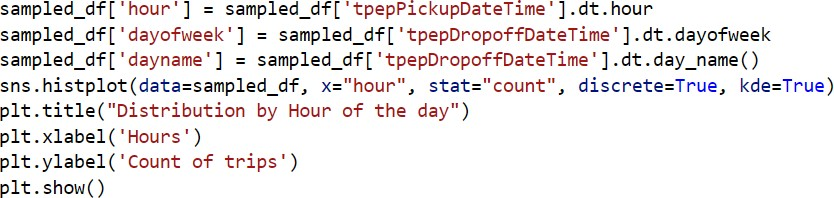 sampled_df['hour'] = sampled_df['tpepPickupDateTime'].dt.hour
sampled_df['dayofweek'] = sampled_df['tpepDropoffDateTime'].dt.dayofweek
sampled_df['dayname'] = sampled_df['tpepDropoffDateTime'].dt.day_name()
sns.histplot(data=sampled_df, x="hour", stat="count", discrete=True, kde=True)
plt.title("Distribution by Hour of the day")
plt.xlabel('Hours')
plt.ylabel('Count of trips')
plt.show()